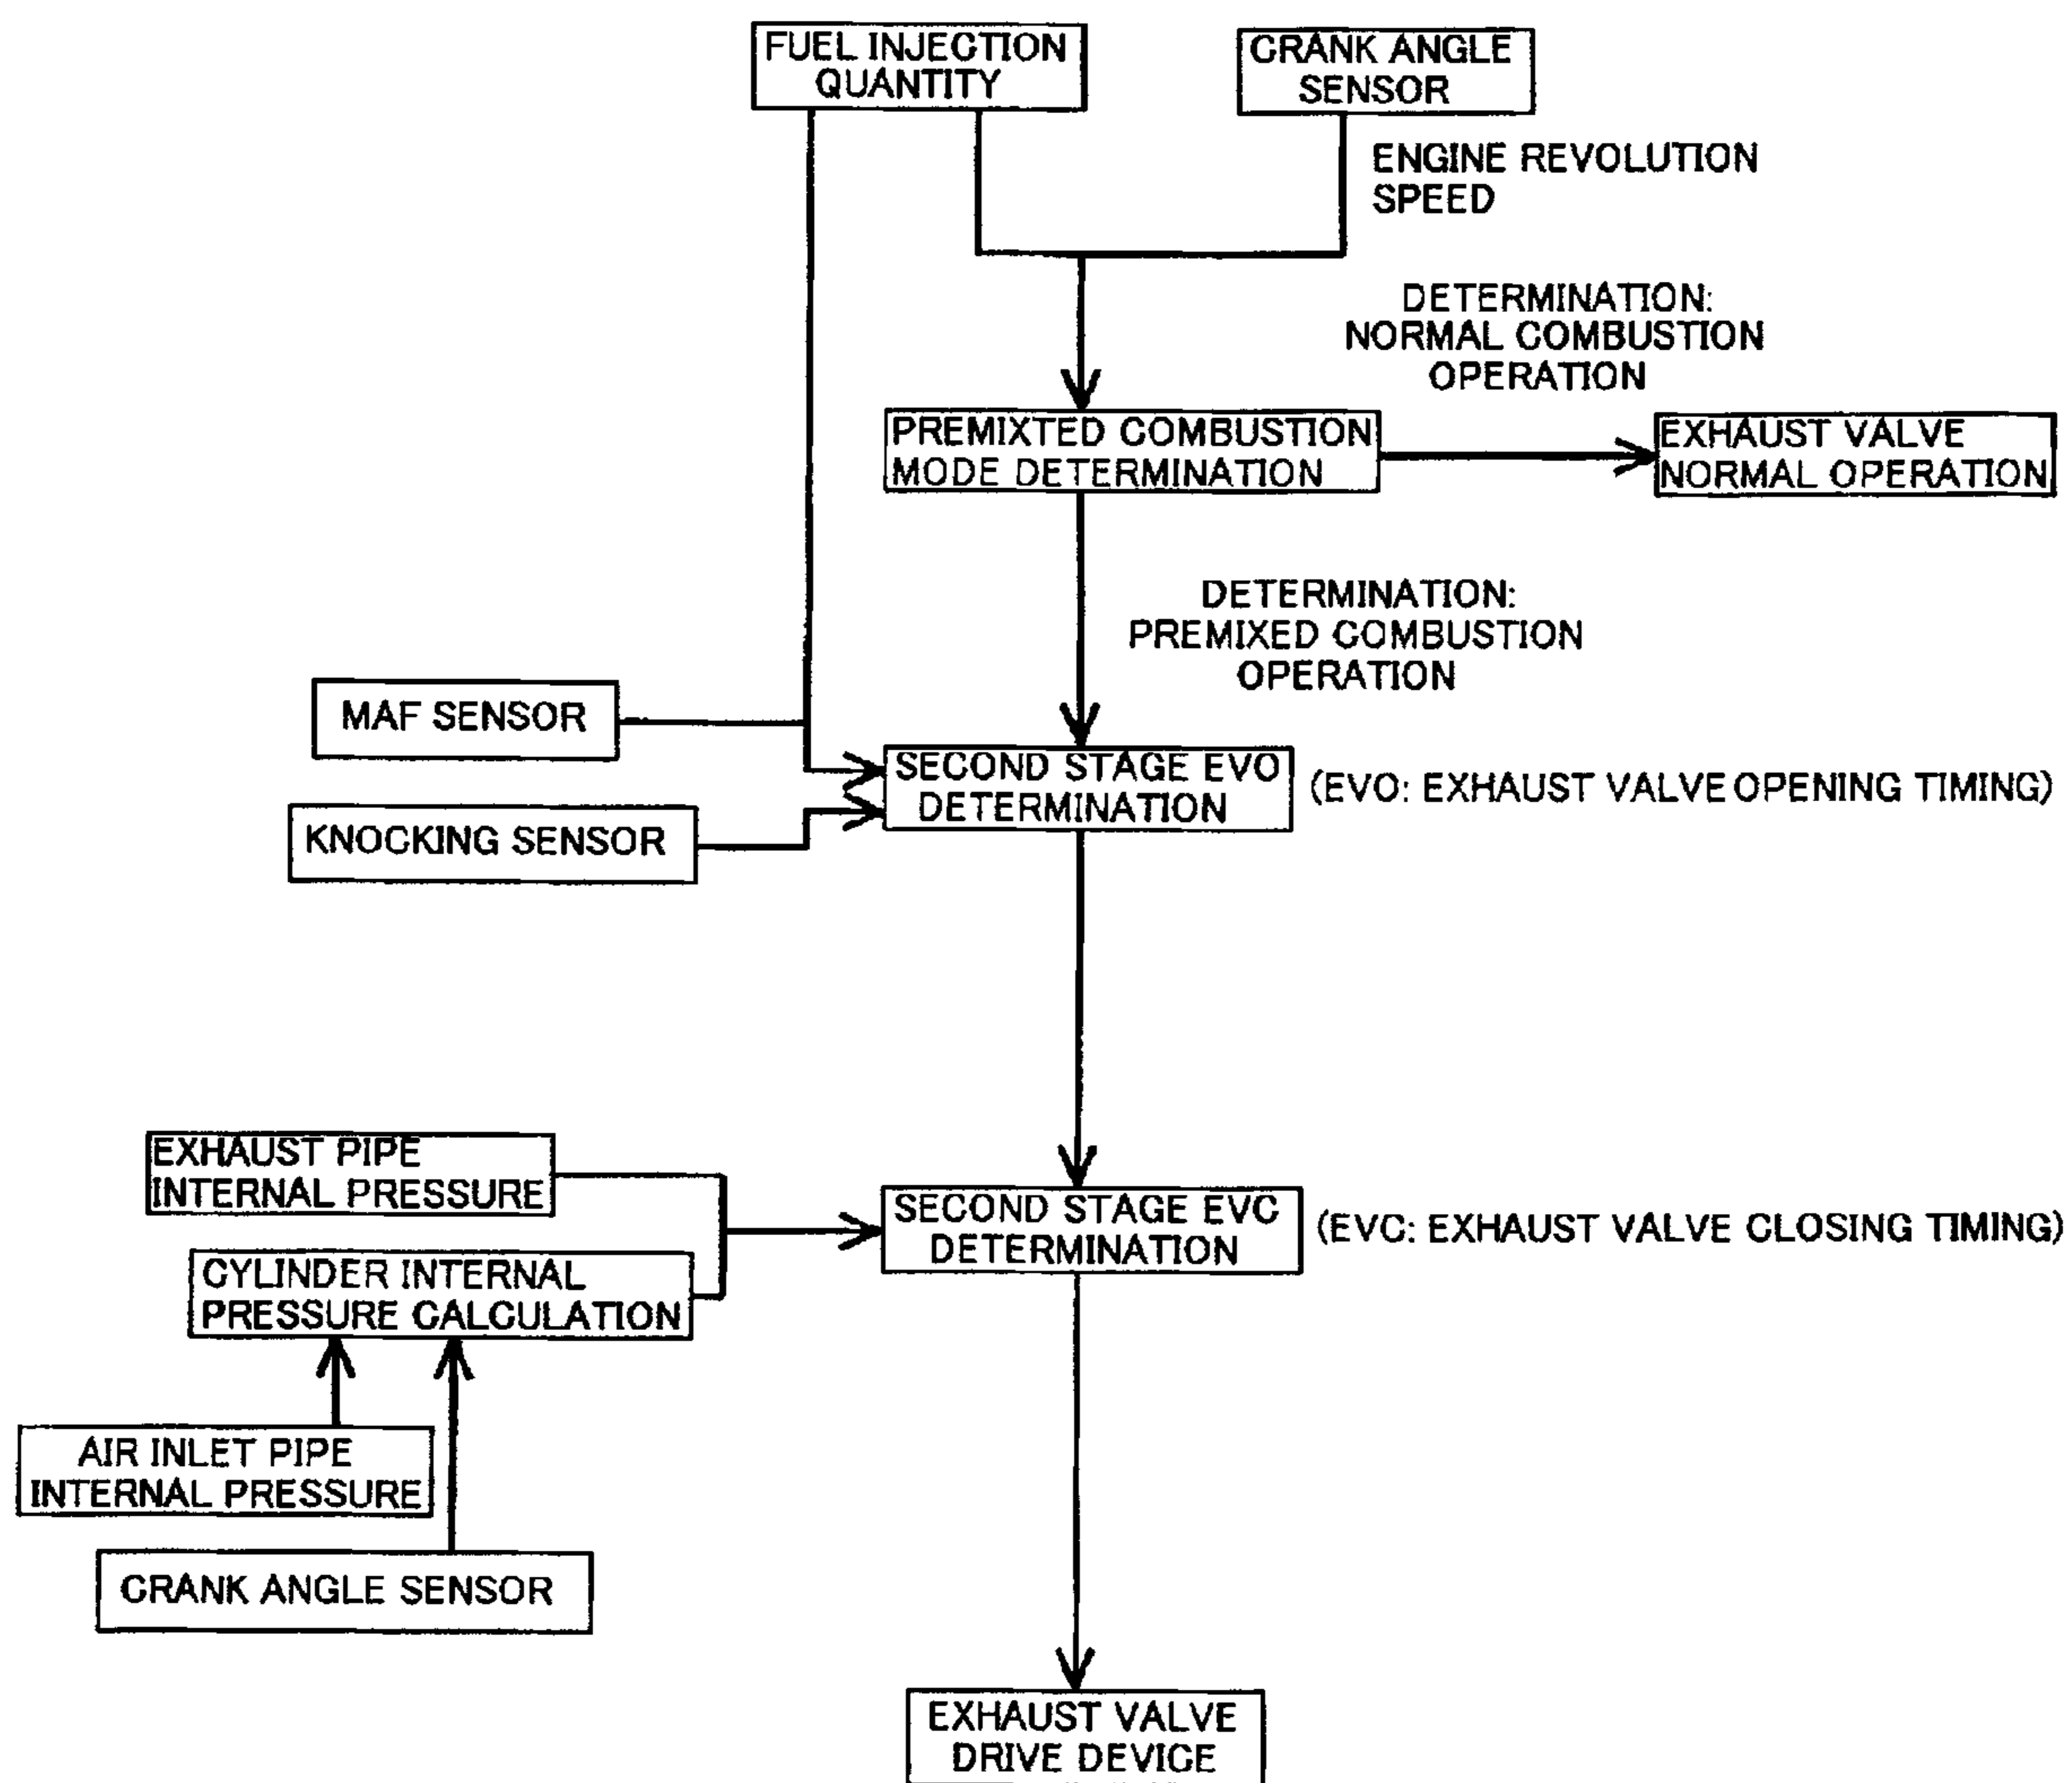 FUEL INJECTION
QUANTITY
CRANK ANGLE
SENSOR
ENGINE REVOLUTION
SPEED
DETERMINATION:
NORMAL COMBUSTION
OPERATION
PREMIXTED COMBUSTION
MODE DETERMINATION
EXHAUST VALVE
NORMAL OPERATION
DETERMINATION:
PREMIXED COMBUSTION
OPERATION
MAF SENSOR
SECOND STAGE EVO
DETERMINATION
(EVO: EXHAUST VALVE OPENING TIMING)
KNOCKING SENSOR
EXHAUST PIPE
INTERNAL PRESSURE
SECOND STAGE EVC
DETERMINATION
(EVC: EXHAUST VALVE CLOSING TIMING)
CYLINDER INTERNAL
PRESSURE CALCULATION
AIR INLET PIPE
INTERNAL PRESSURE
CRANK ANGLE SENSOR
EXHAUST VALVE
DRIVE DEVICE